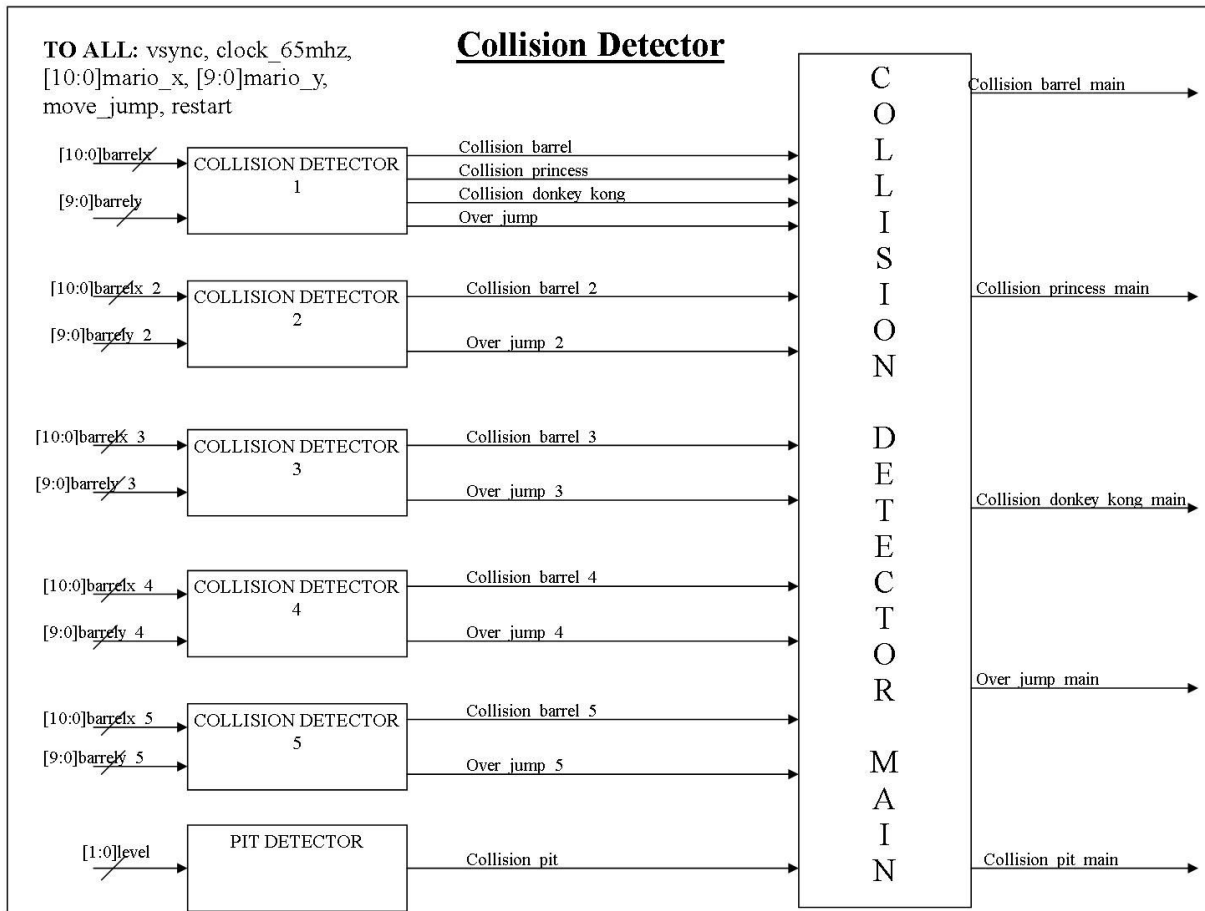 Collision Detector
TO ALL: vsync, clock_65mhz,
[10:0]mario_x, [9:0]mario_y,
move_jump, restart
[10:0]barrelx
[9:0]barrely
COLLISION DETECTOR
1
Collision barrel
Collision princess
Collision donkey kong
Over jump
[10:0]barrelx 2
[9:0]barrely 2
COLLISION DETECTOR
2
Collision barrel 2
Over jump 2
[10:0]barrelx 3
[9:0]barrely 3
COLLISION DETECTOR
3
Collision barrel 3
Over jump 3
[10:0]barrelx 4
[9:0]barrely 4
COLLISION DETECTOR
4
Collision barrel 4
Over jump 4
[10:0]barrelx 5
[9:0]barrely 5
COLLISION DETECTOR
5
Collision barrel 5
Over jump 5
[1:0]level
PIT DETECTOR
Collision pit
COLLISION DETECTOR MAIN
Collision barrel main
Collision princess main
Collision donkey kong main
Over jump main
Collision pit main